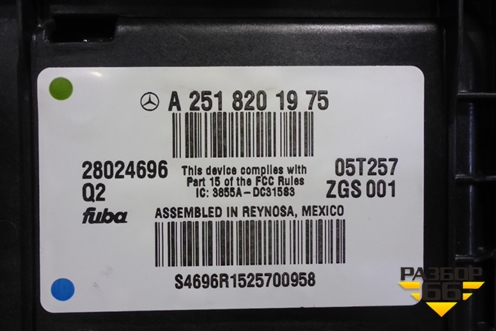 A 251 820 19 75
28024696
Q2
fuba
This device complies with
Part 15 of the FCC Rules
IC: 3855A-DC31583
05T257
ZGS 001
ASSEMBLED IN REYNOSA, MEXICO
S4696R1525700958
РАЗБОР
66